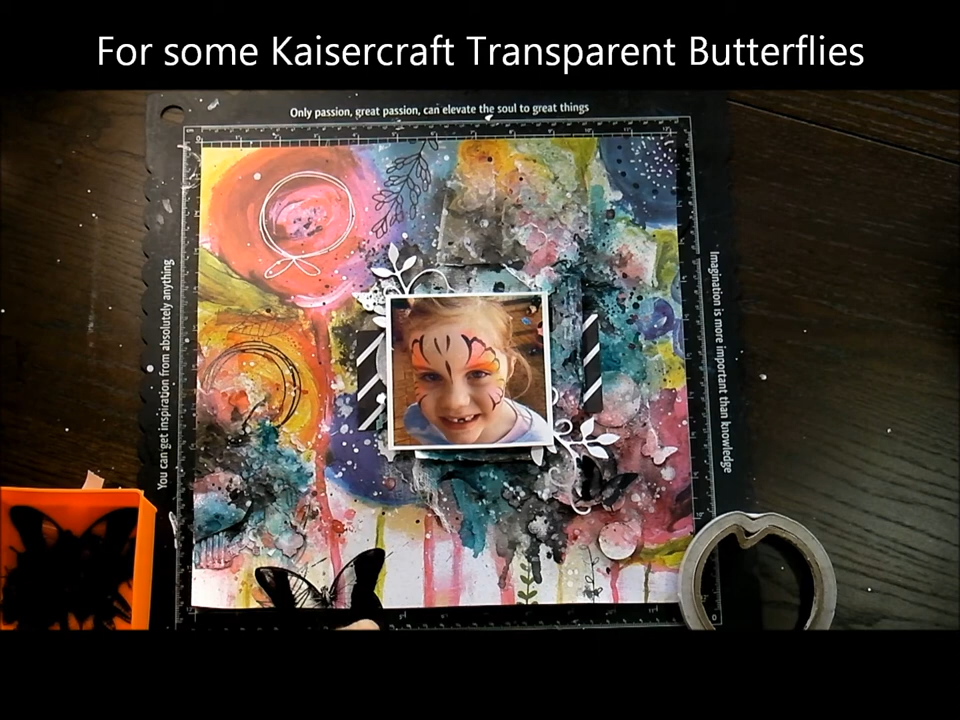 For some Kaisercraft Transparent Butterflies
Only passion, great passion, can elevate the soul to great things
You can get inspiration from absolutely anything
Imagination is more important than knowledge